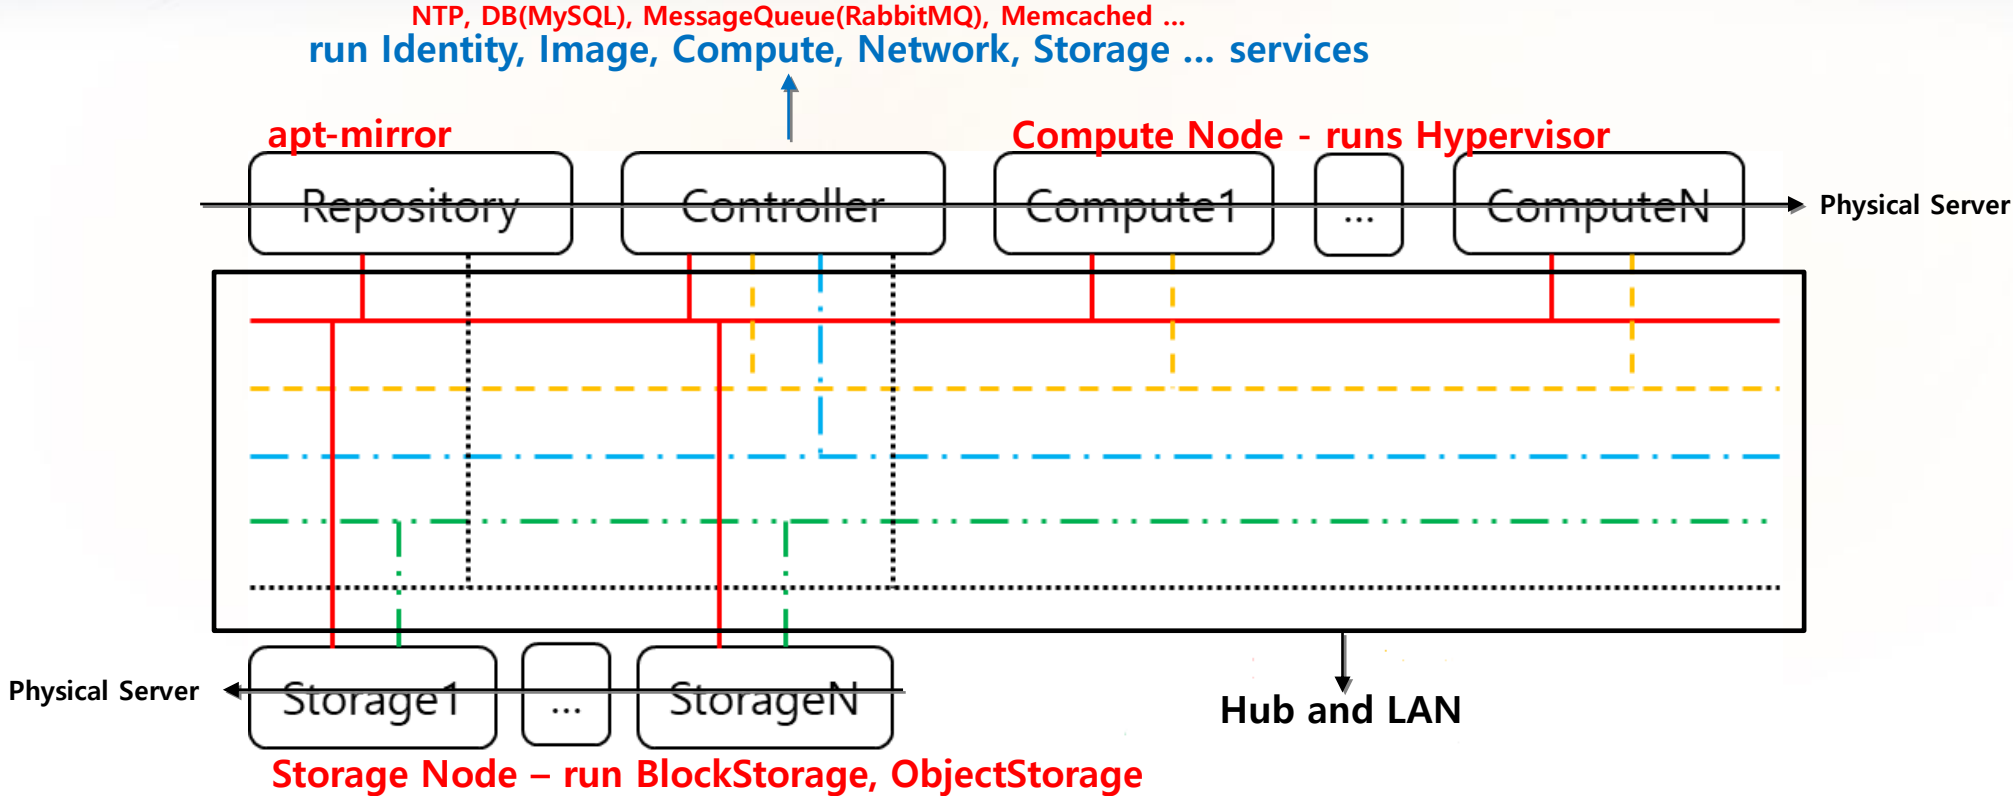 NTP, DB(MySQL), MessageQueue(RabbitMQ), Memcached ...
run Identity, Image, Compute, Network, Storage ... services
apt-mirror
Compute Node - runs Hypervisor
Repository
Controller
Compute1
...
ComputeN
Physical Server
Physical Server
Storage1
...
StorageN
Hub and LAN
Storage Node – run BlockStorage, ObjectStorage